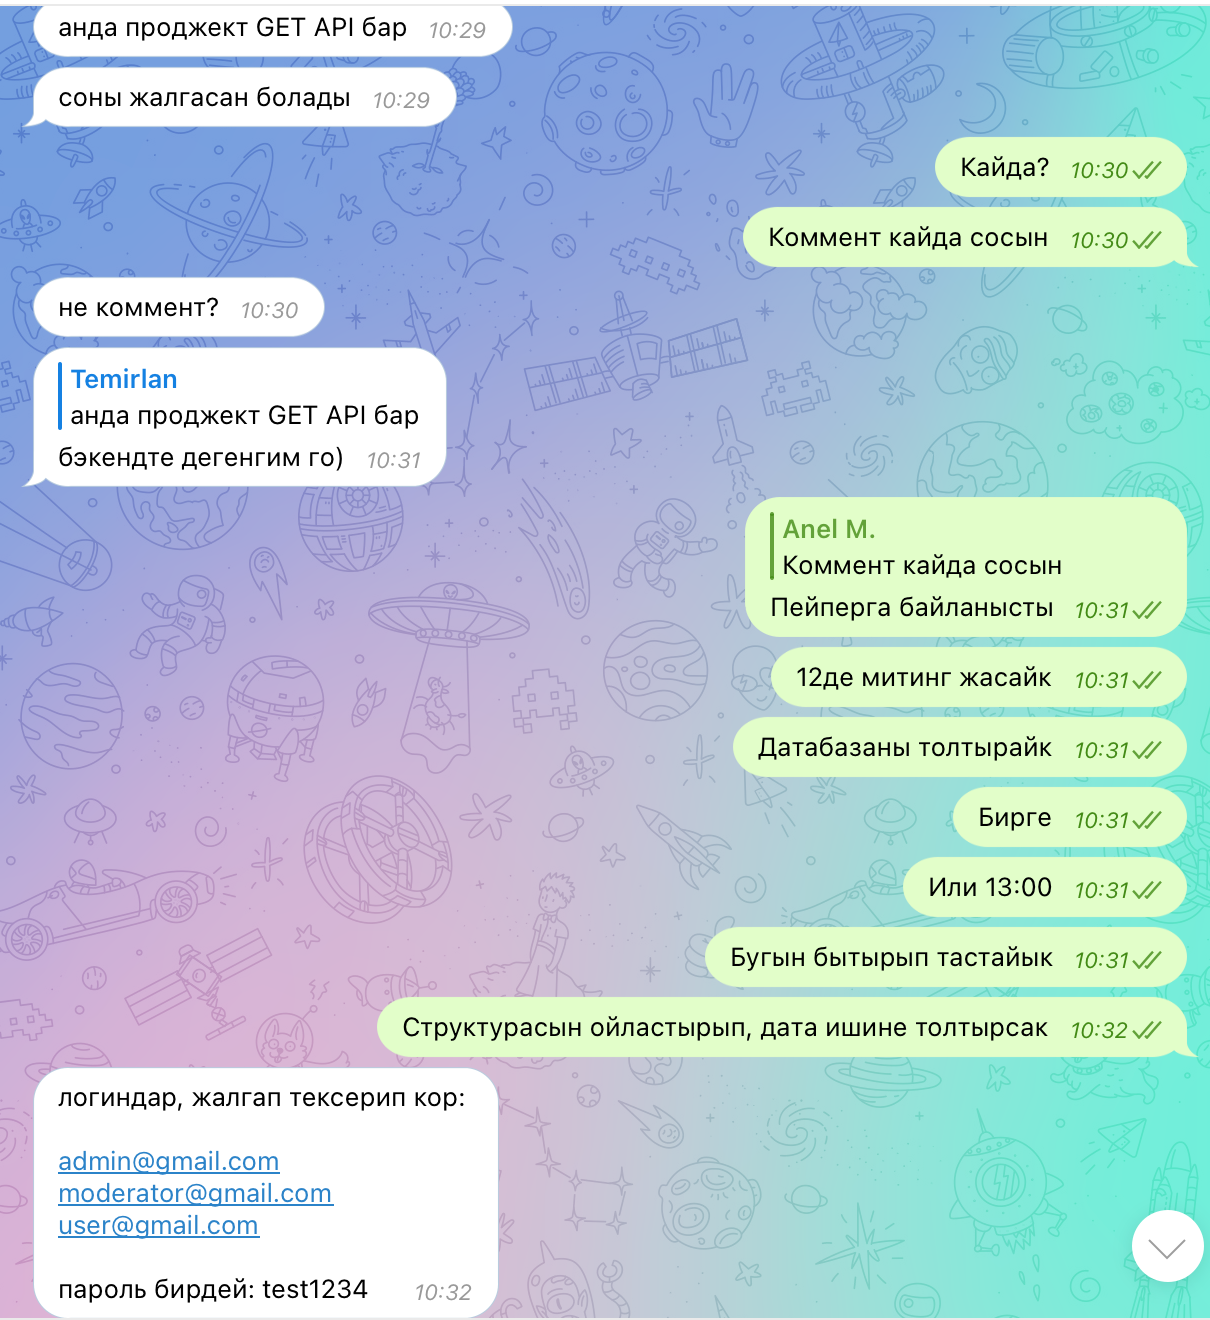 анда проджект GET API бар 10:29
соны жалгасан болады 10:29
Кайда? 10:30
Коммент кайда сосын 10:30
не коммент? 10:30
Temirlan
анда проджект GET API бар
бэкендте дегенгим го) 10:31
Anel M.
Коммент кайда сосын
Пейперга байланысты 10:31
12де митинг жасайк 10:31
Датабазаны толтырайк 10:31
Бирге 10:31
Или 13:00 10:31
Бугын бытырып тастайык 10:31
Структурасын ойластырып, дата ишине толтырсак 10:32
логиндар, жалгап тексерип кор:
admin@gmail.com
moderator@gmail.com
user@gmail.com
пароль бирдей: test1234 10:32